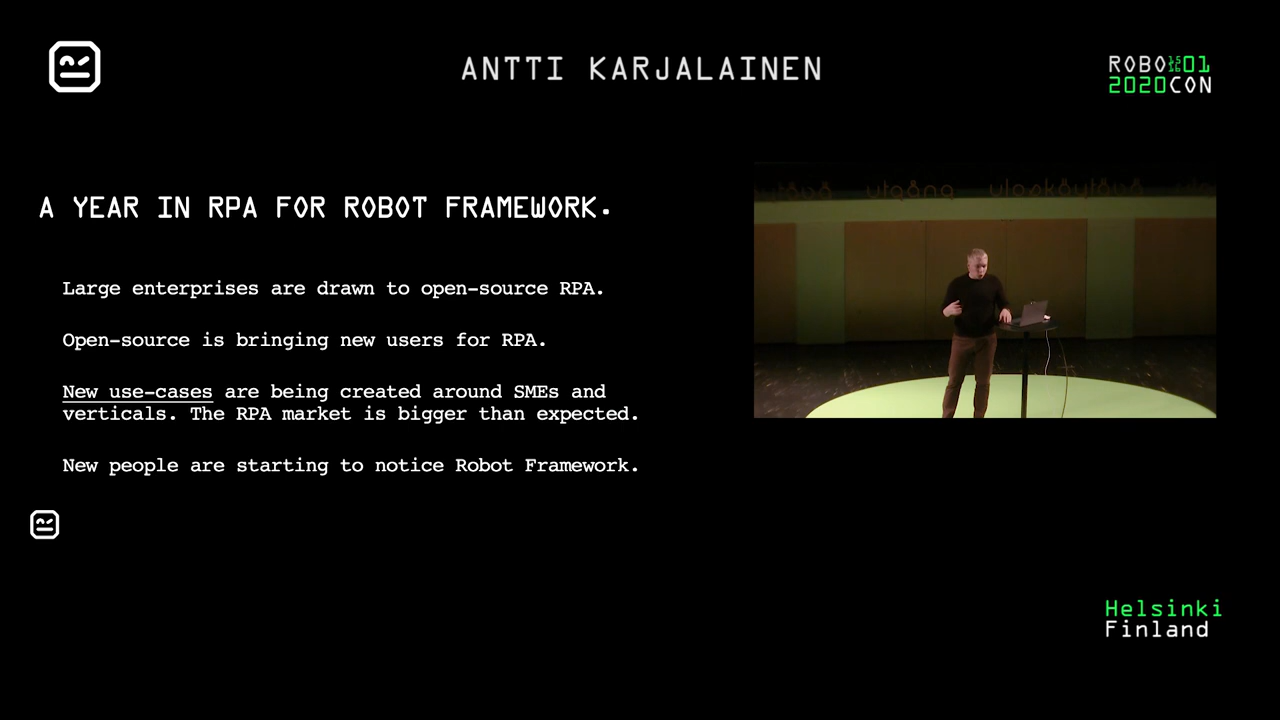 ANTTI KARJALAINEN
ROBO 01
2020CON
A YEAR IN RPA FOR ROBOT FRAMEWORK.
utgång
Large enterprises are drawn to open-source RPA.
Open-source is bringing new users for RPA.
New use-cases are being created around SMEs and
verticals. The RPA market is bigger than expected.
New people are starting to notice Robot Framework.
Helsinki
Finland